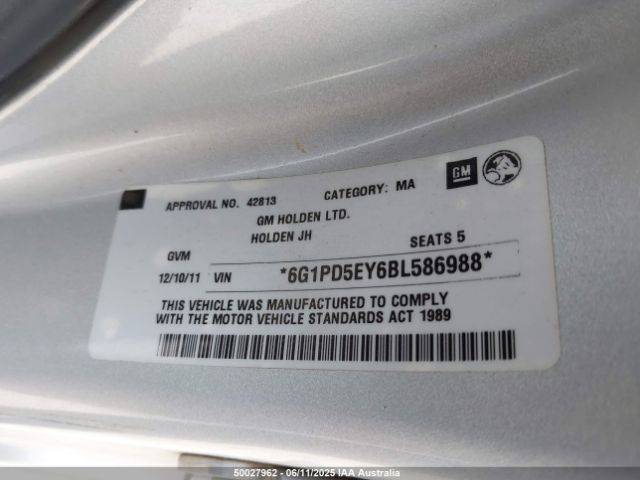 APPROVAL NO. 42813 CATEGORY: MA GM
GM HOLDEN LTD.
HOLDEN JH
GVM SEATS 5
12/10/11 VIN *6G1PD5EY6BL586988*
THIS VEHICLE WAS MANUFACTURED TO COMPLY
WITH THE MOTOR VEHICLE STANDARDS ACT 1989
50027962 - 06/11/2025 IAA Australia